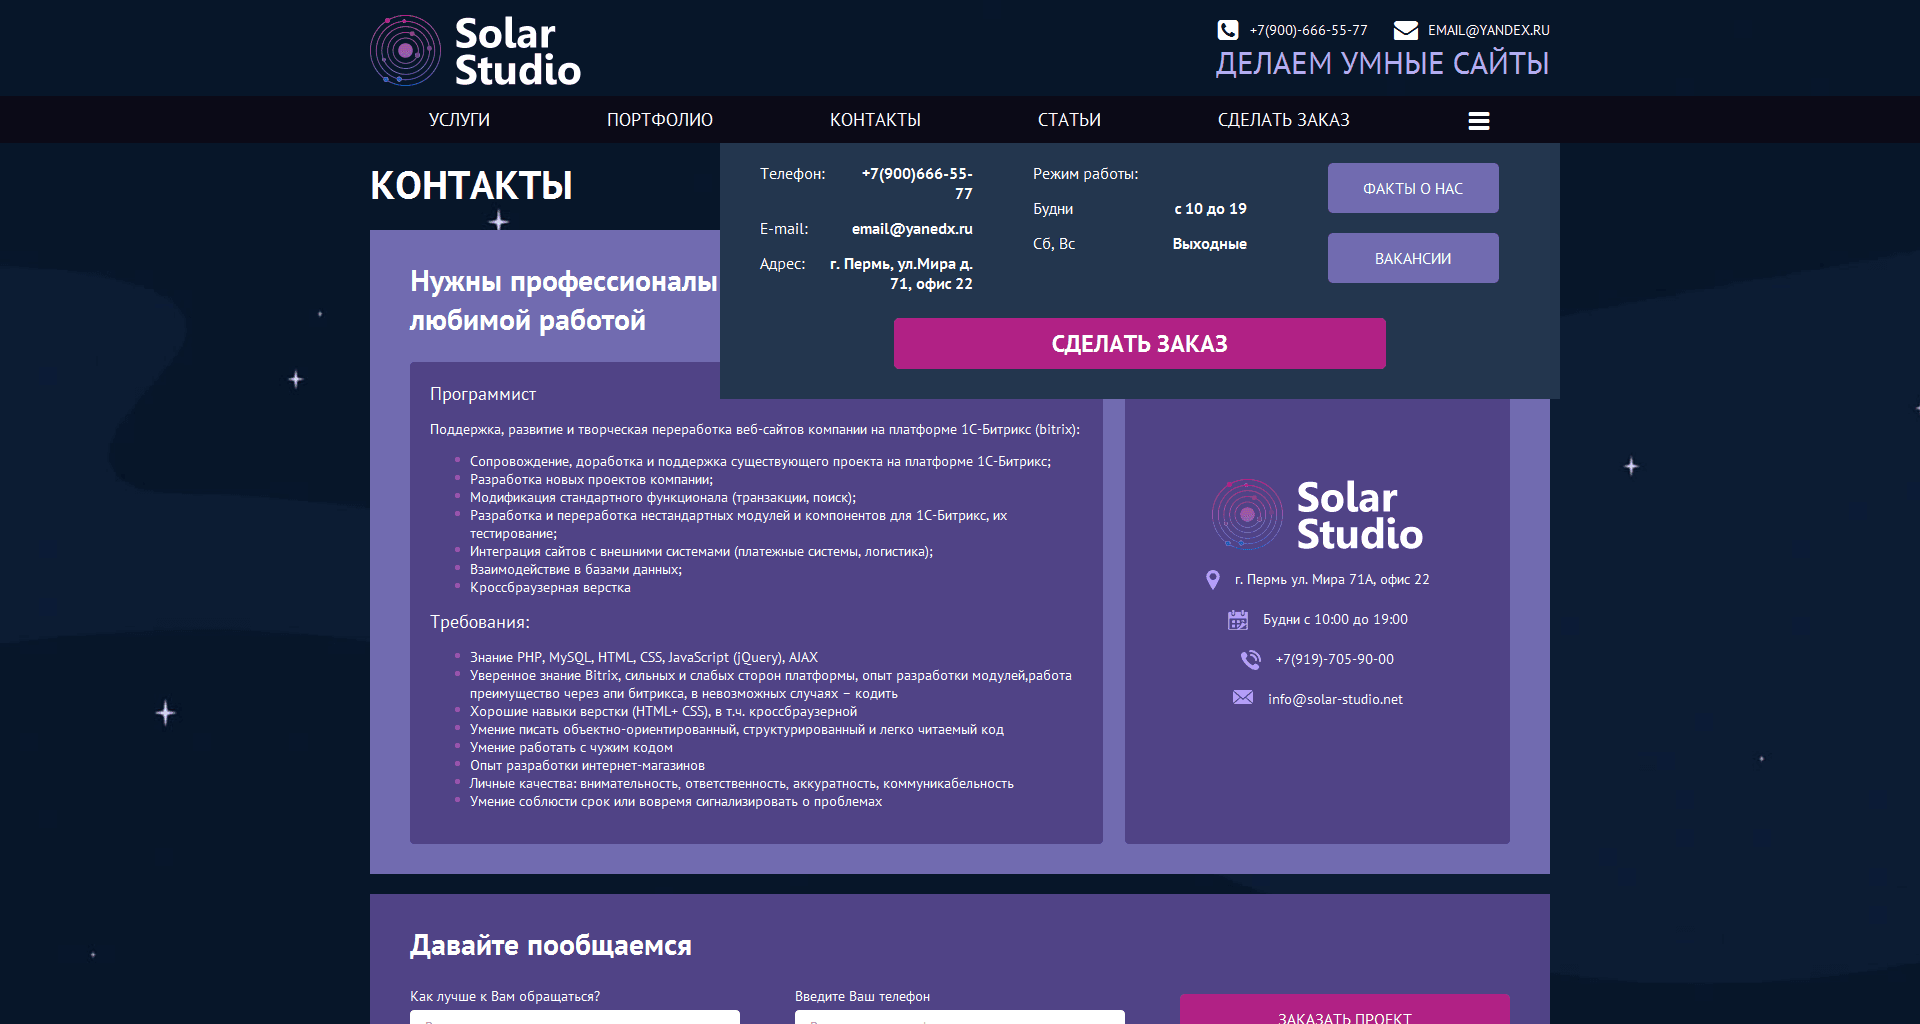 Solar
Studio
+7(900)-666-55-77
EMAIL@YANDEX.RU
ДЕЛАЕМ УМНЫЕ САЙТЫ
УСЛУГИ
ПОРТФОЛИО
КОНТАКТЫ
СТАТЬИ
СДЕЛАТЬ ЗАКАЗ
КОНТАКТЫ
Телефон:
+7(900)666-55-
77
E-mail:
email@yanedx.ru
Адрес:
г. Пермь, ул.Мира д.
71, офис 22
Режим работы:
Будни
с 10 до 19
Сб, Вс
Выходные
ФАКТЫ О НАС
ВАКАНСИИ
СДЕЛАТЬ ЗАКАЗ
Нужны профессионалы
любимой работой
Программист
Поддержка, развитие и творческая переработка веб-сайтов компании на платформе 1С-Битрикс (bitrix):
Сопровождение, доработка и поддержка существующего проекта на платформе 1С-Битрикс;
Разработка новых проектов компании;
Модификация стандартного функционала (транзакции, поиск);
Разработка и переработка нестандартных модулей и компонентов для 1С-Битрикс, их
тестирование;
Интеграция сайтов с внешними системами (платежные системы, логистика);
Взаимодействие в базами данных;
Кроссбраузерная верстка
Требования:
Знание PHP, MySQL, HTML, CSS, JavaScript (jQuery), AJAX
Уверенное знание Bitrix, сильных и слабых сторон платформы, опыт разработки модулей,работа
преимущество через апи битрикса, в невозможных случаях – кодить
Хорошие навыки верстки (HTML+ CSS), в т.ч. кроссбраузерной
Умение писать объектно-ориентированный, структурированный и легко читаемый код
Умение работать с чужим кодом
Опыт разработки интернет-магазинов
Личные качества: внимательность, ответственность, аккуратность, коммуникабельность
Умение соблюсти срок или вовремя сигнализировать о проблемах
Solar
Studio
г. Пермь ул. Мира 71А, офис 22
Будни с 10:00 до 19:00
+7(919)-705-90-00
info@solar-studio.net
Давайте пообщаемся
Как лучше к Вам обращаться?
Введите Ваш телефон
ЗАКАЗАТЬ ПРОЕКТ